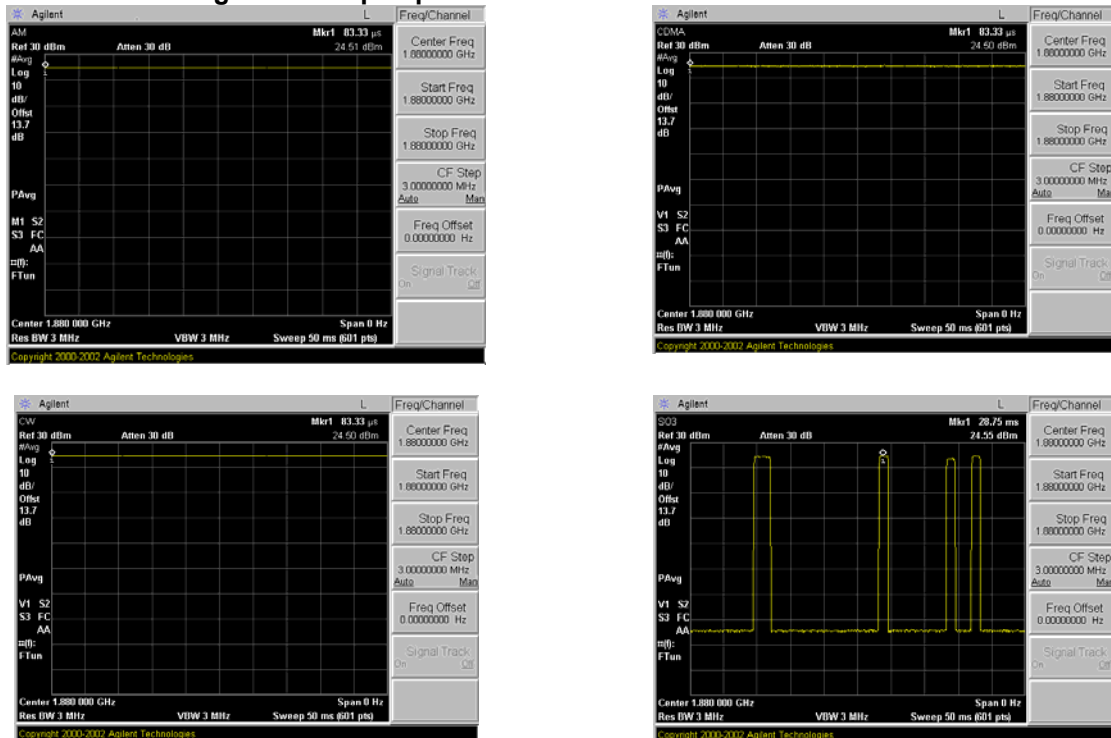 Agilent L Freq/Channel
AM Mkr1 83.33 µs
Ref 30 dBm Atten 30 dB 24.51 dBm
#Avg
Log
10
dB/
Offst
13.7
dB
PAvg
M1 S2
S3 FC
AA
¤(f):
FTun
1
Center Freq
1.88000000 GHz
Start Freq
1.88000000 GHz
Stop Freq
1.88000000 GHz
CF Step
3.00000000 MHz
Auto Man
Freq Offset
0.00000000 Hz
Signal Track
On Off
Center 1.880 000 GHz Span 0 Hz
Res BW 3 MHz VBW 3 MHz Sweep 50 ms (601 pts)
Copyright 2000-2002 Agilent Technologies
Agilent L Freq/Channel
CDMA Mkr1 83.33 µs
Ref 30 dBm Atten 30 dB 24.50 dBm
#Avg
Log
10
dB/
Offst
13.7
dB
PAvg
V1 S2
S3 FC
AA
¤(f):
FTun
1
Center Freq
1.88000000 GHz
Start Freq
1.88000000 GHz
Stop Freq
1.88000000 GHz
CF Step
3.00000000 MHz
Auto Ma
Freq Offset
0.00000000 Hz
Signal Track
On Off
Center 1.880 000 GHz Span 0 Hz
Res BW 3 MHz VBW 3 MHz Sweep 50 ms (601 pts)
Copyright 2000-2002 Agilent Technologies
Agilent L Freq/Channel
CW Mkr1 83.33 µs
Ref 30 dBm Atten 30 dB 24.50 dBm
#Avg
Log
10
dB/
Offst
13.7
dB
PAvg
V1 S2
S3 FC
AA
¤(f):
FTun
1
Center Freq
1.88000000 GHz
Start Freq
1.88000000 GHz
Stop Freq
1.88000000 GHz
CF Step
3.00000000 MHz
Auto Man
Freq Offset
0.00000000 Hz
Signal Track
On Off
Center 1.880 000 GHz Span 0 Hz
Res BW 3 MHz VBW 3 MHz Sweep 50 ms (601 pts)
Copyright 2000-2002 Agilent Technologies
Agilent L Freq/Channel
SO3 Mkr1 28.75 ms
Ref 30 dBm Atten 30 dB 24.55 dBm
#Avg
Log
10
dB/
Offst
13.7
dB
PAvg
V1 S2
S3 FC
AA
¤(f):
FTun
1
Center Freq
1.88000000 GHz
Start Freq
1.88000000 GHz
Stop Freq
1.88000000 GHz
CF Step
3.00000000 MHz
Auto Ma
Freq Offset
0.00000000 Hz
Signal Track
On Off
Center 1.880 000 GHz Span 0 Hz
Res BW 3 MHz VBW 3 MHz Sweep 50 ms (601 pts)
Copyright 2000-2002 Agilent Technologies